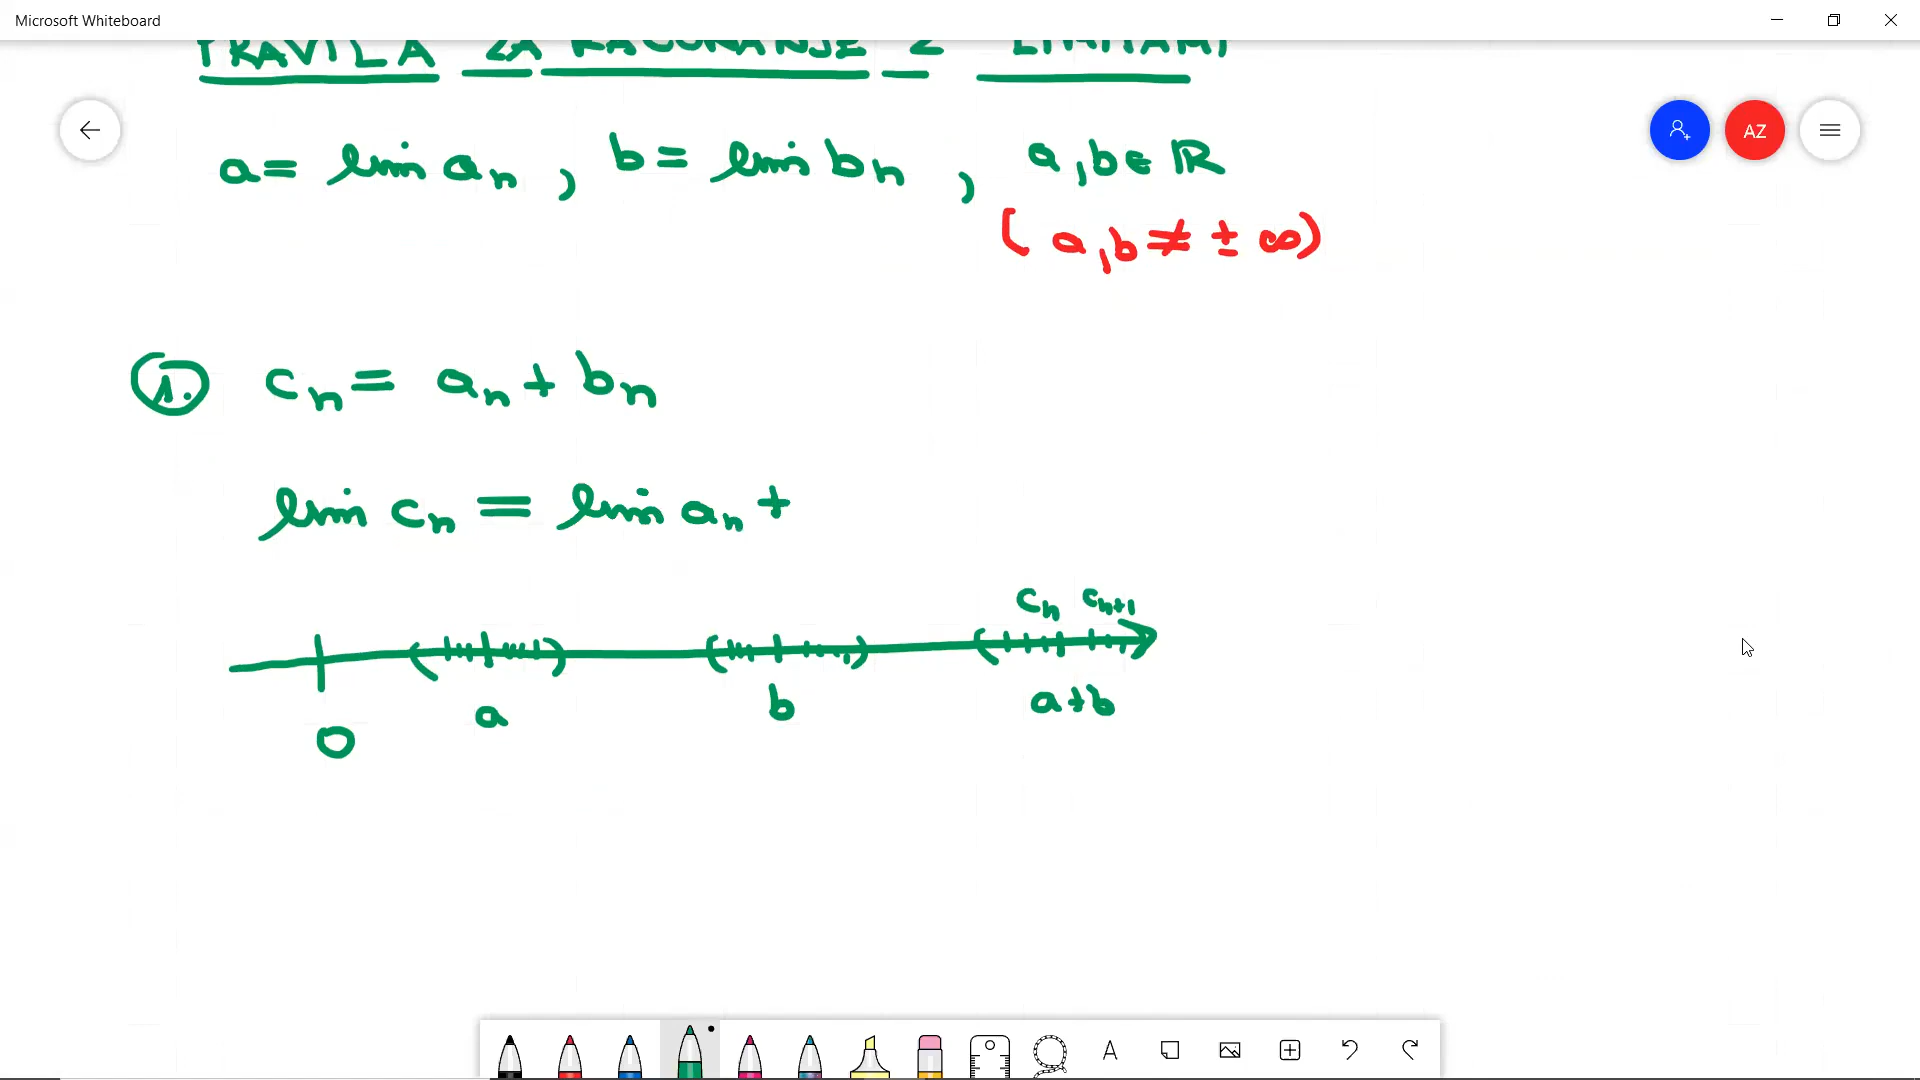 Microsoft Whiteboard
PRAVILA ZA RAČUNANJE Z LIMITAMI
AZ
a = lim aₙ , b = lim bₙ , a, b ∈ ℝ
( a, b ≠ ± ∞ )
1. cₙ = aₙ + bₙ
lim cₙ = lim aₙ +
cₙ cₙ₊₁
a b a+b
0
A